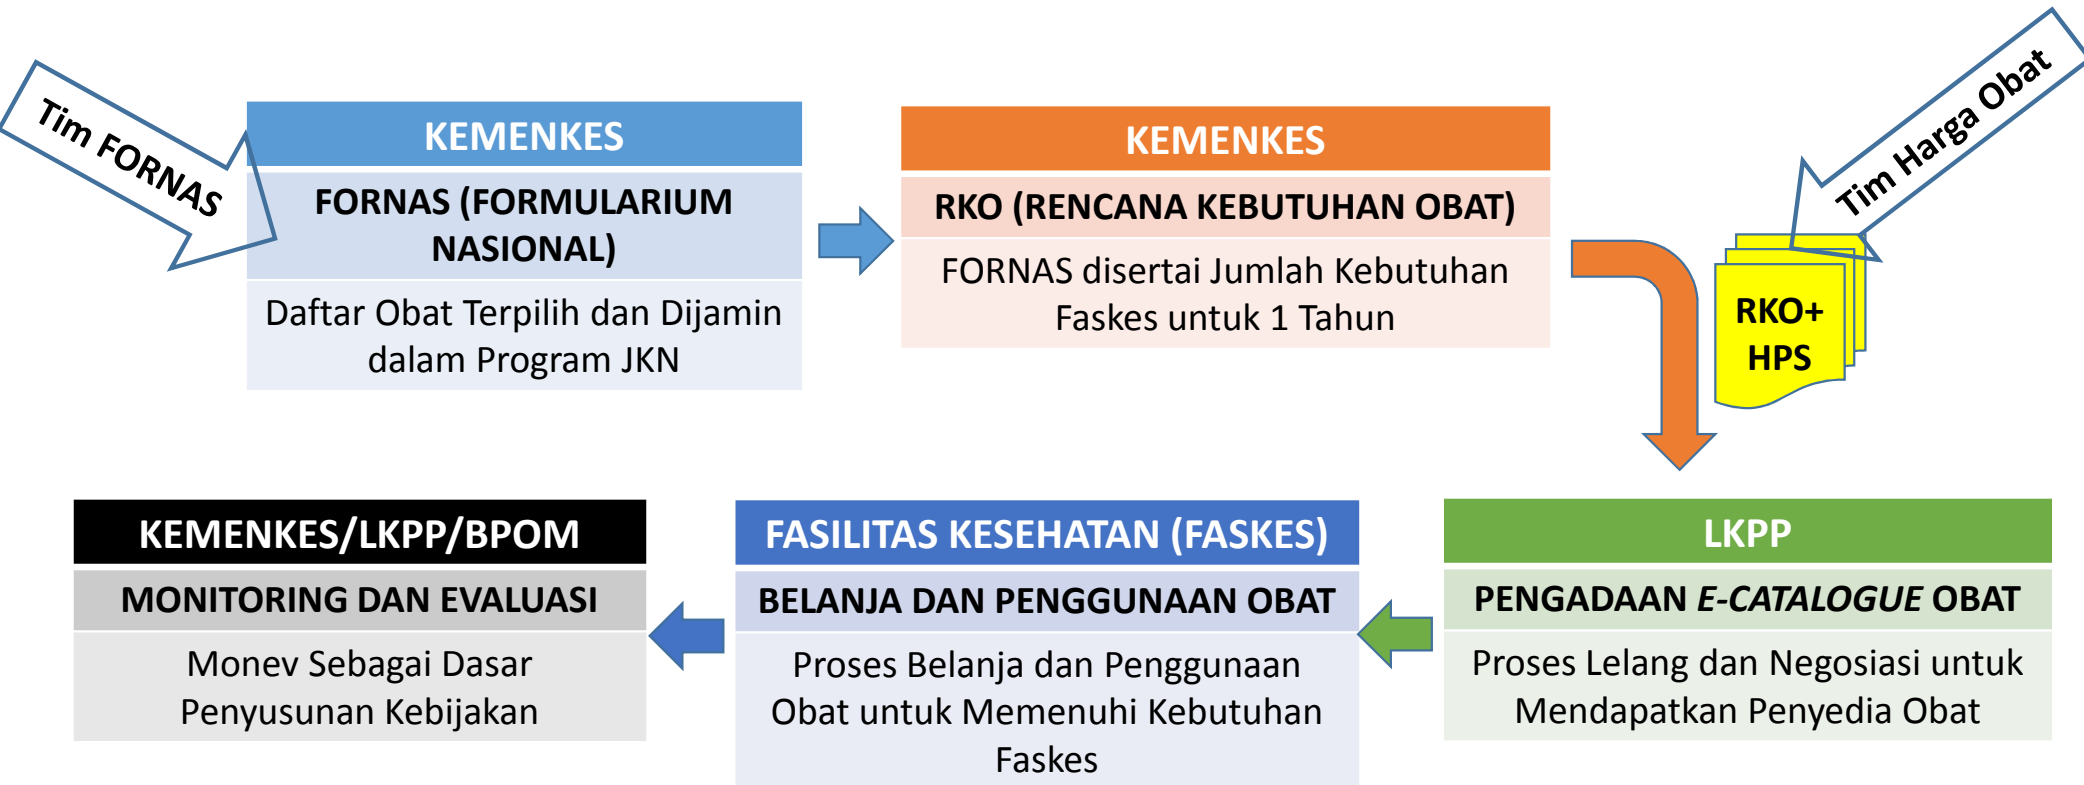 Tim FORNAS
KEMENKES
FORNAS (FORMULARIUM
NASIONAL)
Daftar Obat Terpilih dan Dijamin
dalam Program JKN
KEMENKES
RKO (RENCANA KEBUTUHAN OBAT)
FORNAS disertai Jumlah Kebutuhan
Faskes untuk 1 Tahun
Tim Harga Obat
RKO+
HPS
KEMENKES/LKPP/BPOM
MONITORING DAN EVALUASI
Monev Sebagai Dasar
Penyusunan Kebijakan
FASILITAS KESEHATAN (FASKES)
BELANJA DAN PENGGUNAAN OBAT
Proses Belanja dan Penggunaan
Obat untuk Memenuhi Kebutuhan
Faskes
LKPP
PENGADAAN E-CATALOGUE OBAT
Proses Lelang dan Negosiasi untuk
Mendapatkan Penyedia Obat